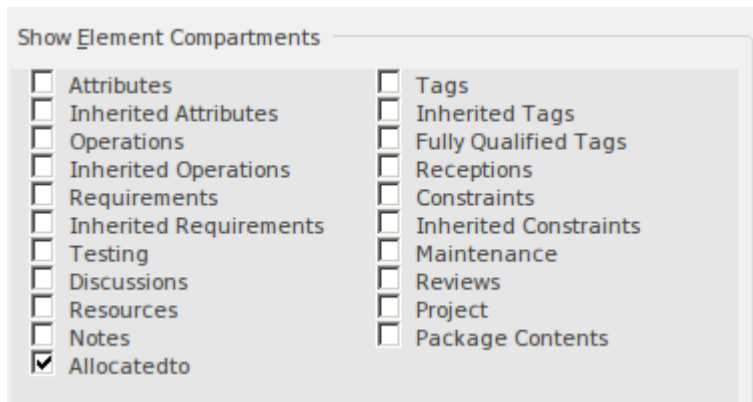 Show Element Compartments
Attributes
Inherited Attributes
Operations
Inherited Operations
Requirements
Inherited Requirements
Testing
Discussions
Resources
Notes
Allocatedto
Tags
Inherited Tags
Fully Qualified Tags
Receptions
Constraints
Inherited Constraints
Maintenance
Reviews
Project
Package Contents